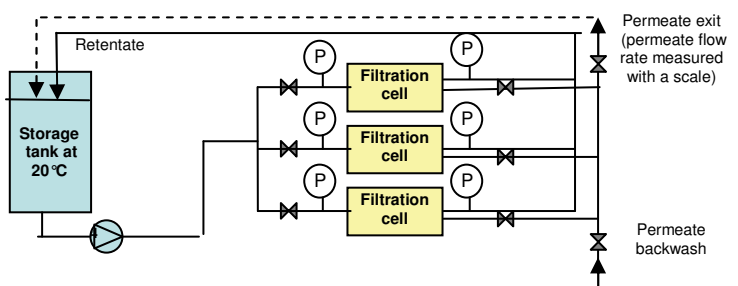 Retentate
Permeate exit
(permeate flow
rate measured
with a scale)
P
P
Filtration
cell
Storage
tank at
20°C
P
P
Filtration
cell
P
P
Filtration
cell
Permeate
backwash